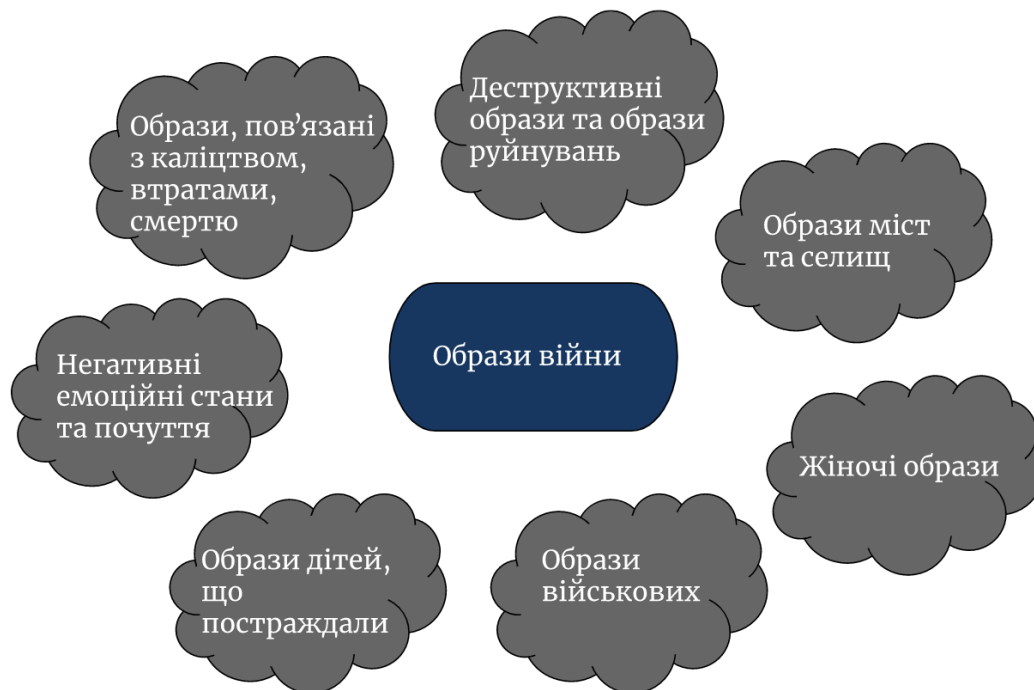 Деструктивні
образи та образи
руйнувань
Образи, пов’язані
з каліцтвом,
втратами,
смертю
Образи міст
та селищ
Образи війни
Негативні
емоційні стани
та почуття
Жіночі образи
Образи дітей,
що
постраждали
Образи
військових